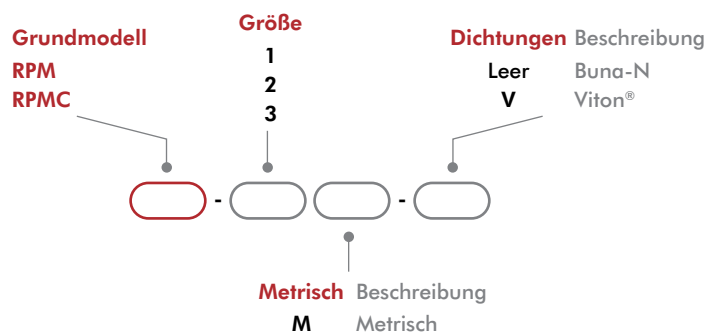 Grundmodell
RPM
RPMC
Größe
1
2
3
Dichtungen Beschreibung
Leer Buna-N
V Viton®
- -
Metrisch Beschreibung
M Metrisch